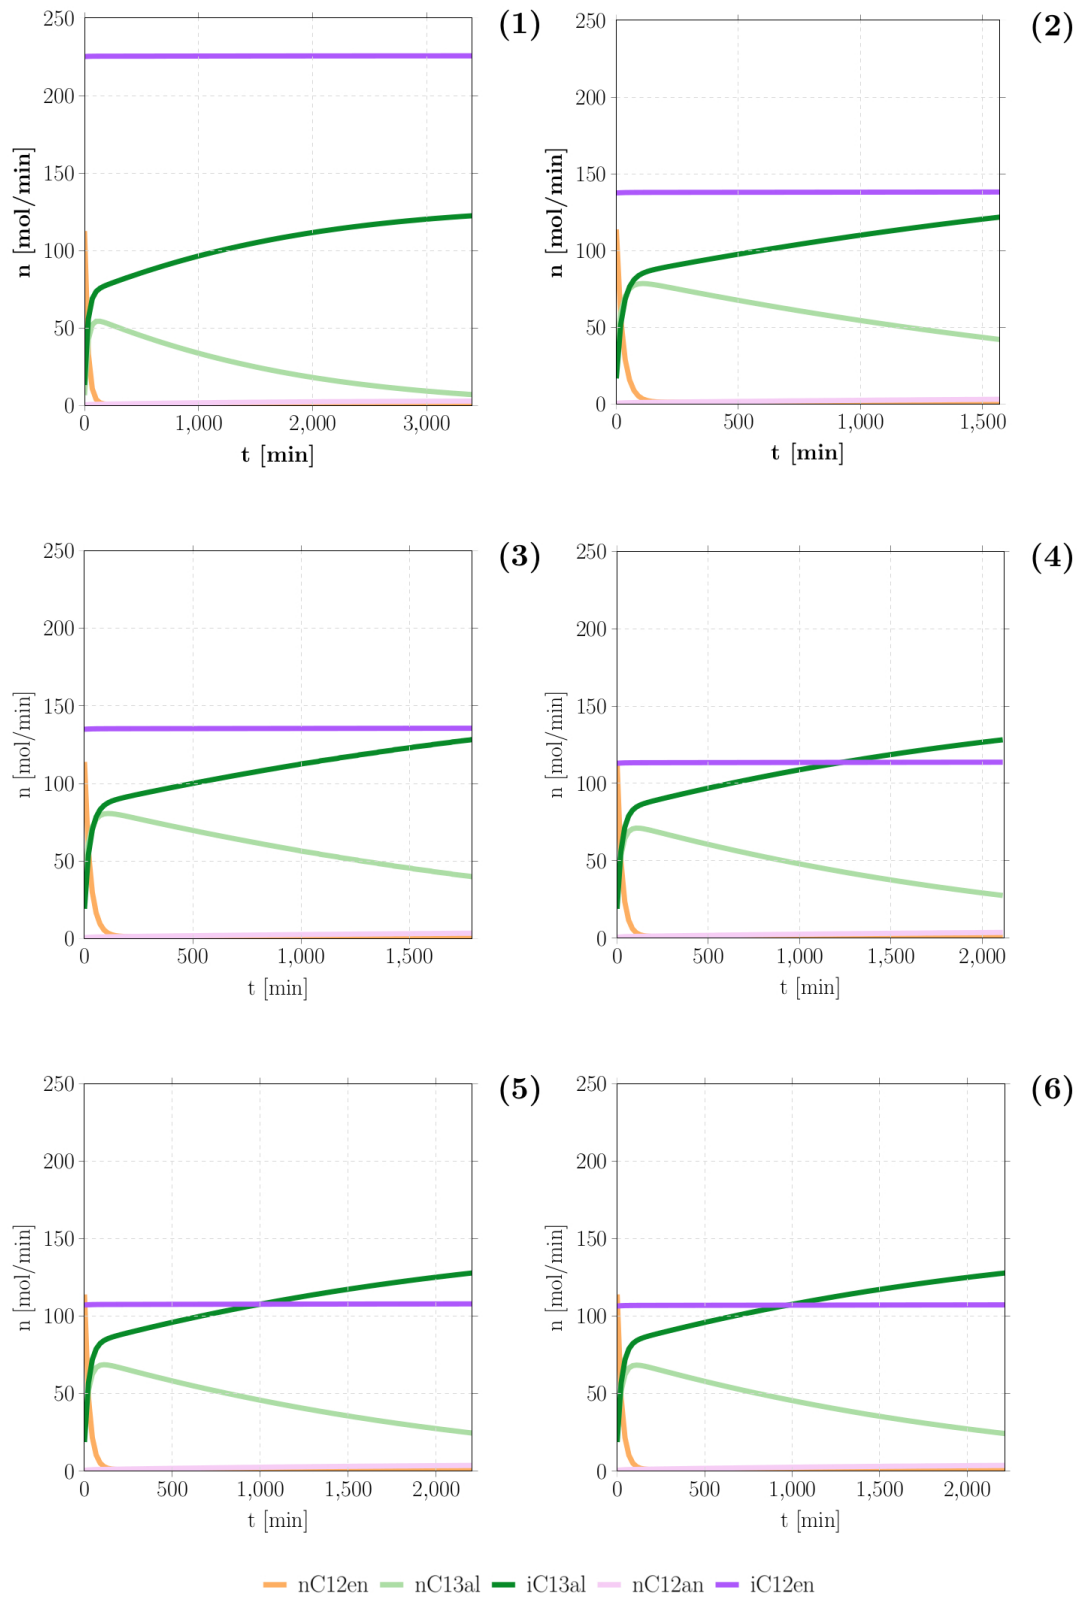 (1)
250
200
150
100
50
0
n [mol/min]
0 1,000 2,000 3,000
t [min]
(2)
250
200
150
100
50
0
n [mol/min]
0 500 1,000 1,500
t [min]
(3)
250
200
150
100
50
0
n [mol/min]
0 500 1,000 1,500
t [min]
(4)
250
200
150
100
50
0
n [mol/min]
0 500 1,000 1,500 2,000
t [min]
(5)
250
200
150
100
50
0
n [mol/min]
0 500 1,000 1,500 2,000
t [min]
(6)
250
200
150
100
50
0
n [mol/min]
0 500 1,000 1,500 2,000
t [min]
nC12en nC13al iC13al nC12an iC12en